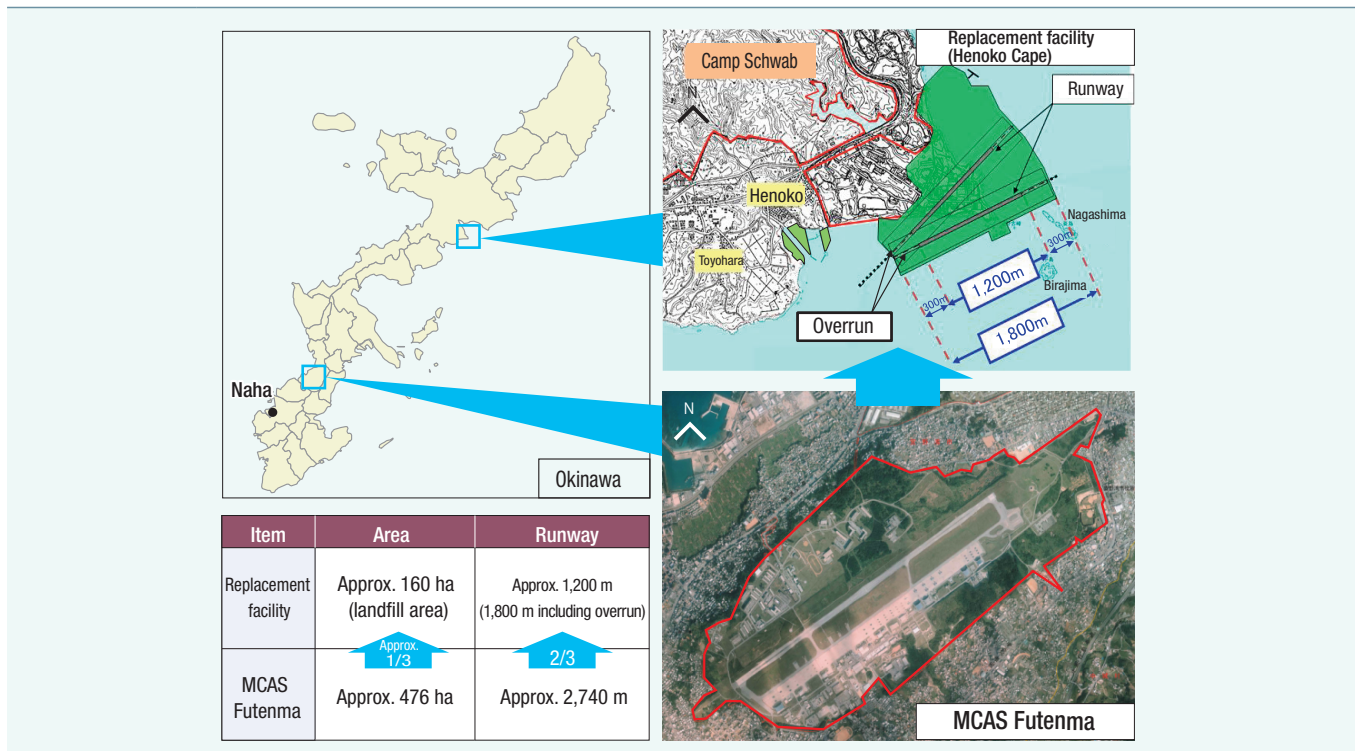 Naha
Okinawa
Replacement facility
(Henoko Cape)
Camp Schwab
N
Runway
Henoko
Toyohara
Nagashima
Birajima
300m
1,200m
300m
1,800m
Overrun
N
MCAS Futenma
Item Area Runway
Replacement
facility
Approx. 160 ha
(landfill area)
Approx. 1,200 m
(1,800 m including overrun)
Approx.
1/3
2/3
MCAS
Futenma
Approx. 476 ha
Approx. 2,740 m